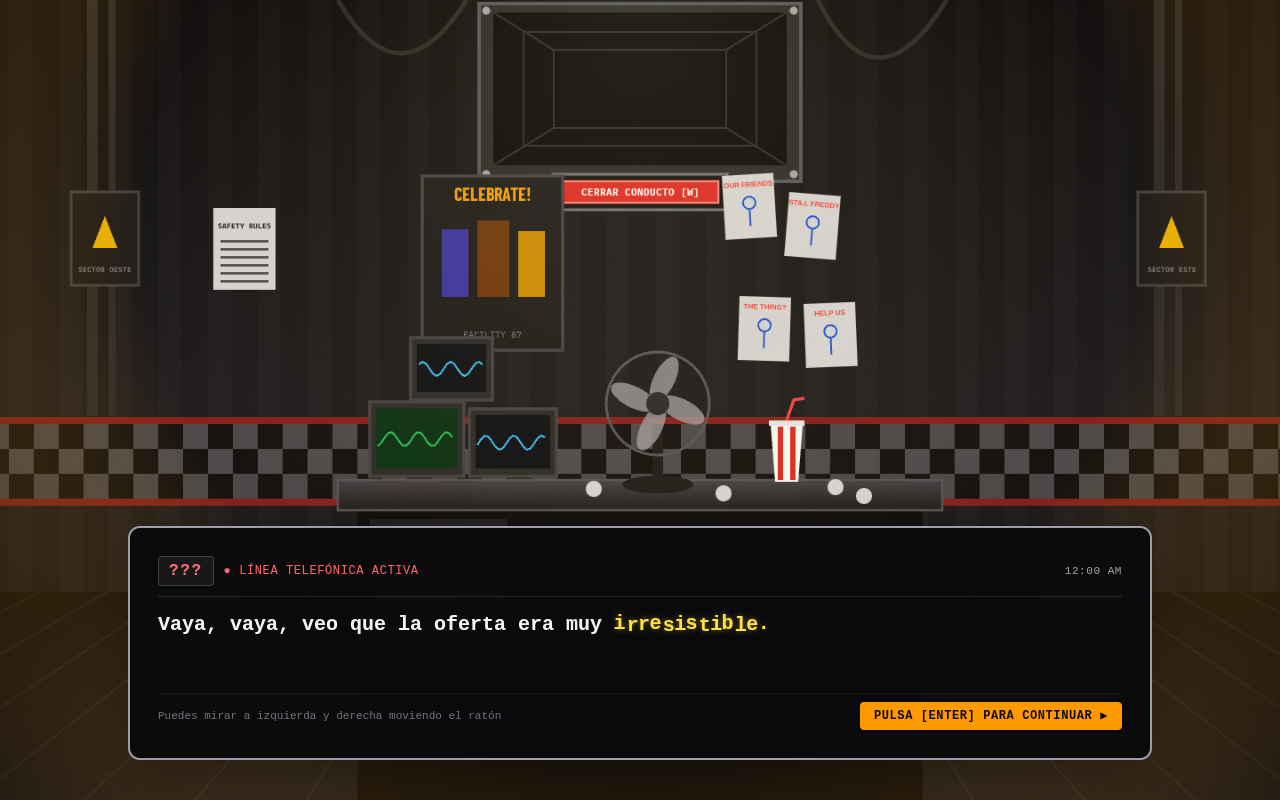 CELEBRATE!
FACILITY 87
CERRAR CONDUCTO [W]
OUR FRIENDS
STILL FREDDY
THE THING?
HELP US
SECTOR OESTE
SAFETY RULES
SECTOR ESTE
???
● LÍNEA TELEFÓNICA ACTIVA
12:00 AM
Vaya, vaya, veo que la oferta era muy irresistible.
Puedes mirar a izquierda y derecha moviendo el ratón
PULSA [ENTER] PARA CONTINUAR ▶